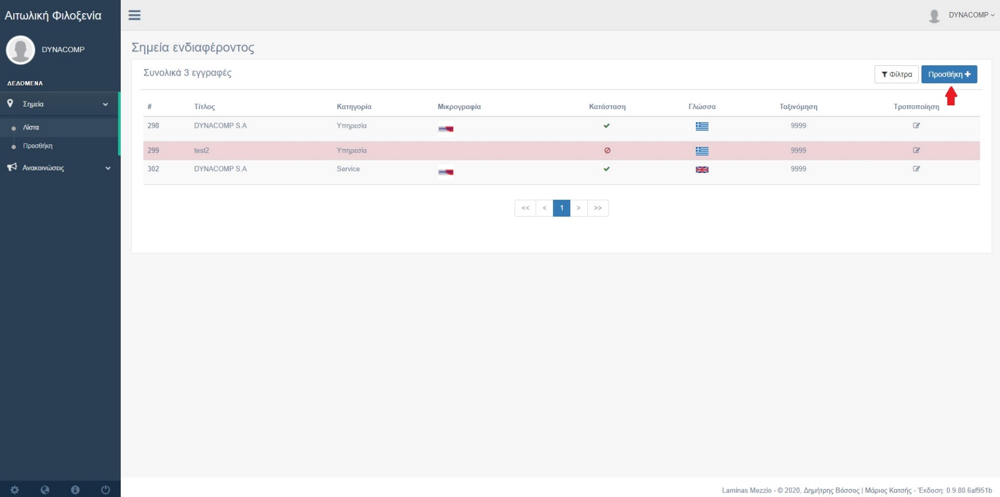 Αιτωλική Φιλοξενία
DYNACOMP
DYNACOMP
ΔΕΔΟΜΕΝΑ
Σημεία
Λίστα
Προσθήκη
Ανακοινώσεις
Σημεία ενδιαφέροντος
Συνολικά 3 εγγραφές
Φίλτρα Προσθήκη
# Τίτλος Κατηγορία Μικρογραφία Κατάσταση Γλώσσα Ταξινόμηση Τροποποίηση
298 DYNACOMP S.A Υπηρεσία 9999
299 test2 Υπηρεσία 9999
302 DYNACOMP S.A Service 9999
<< < 1 > >>
Laminas Mezzio - © 2020, Δημήτρης Βόσσος | Μάριος Κατσής - Έκδοση: 0.9.80.6af951b